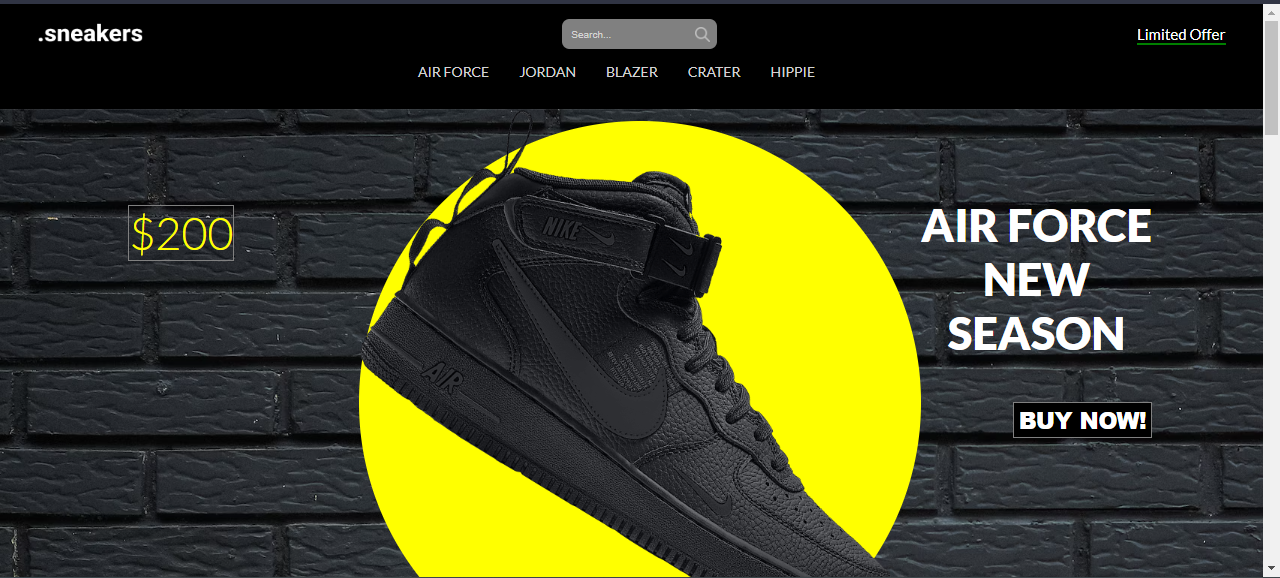 .sneakers
Search...
Limited Offer
AIR FORCE JORDAN BLAZER CRATER HIPPIE
$200
AIR FORCE
NEW
SEASON
BUY NOW!
NIKE
AIR